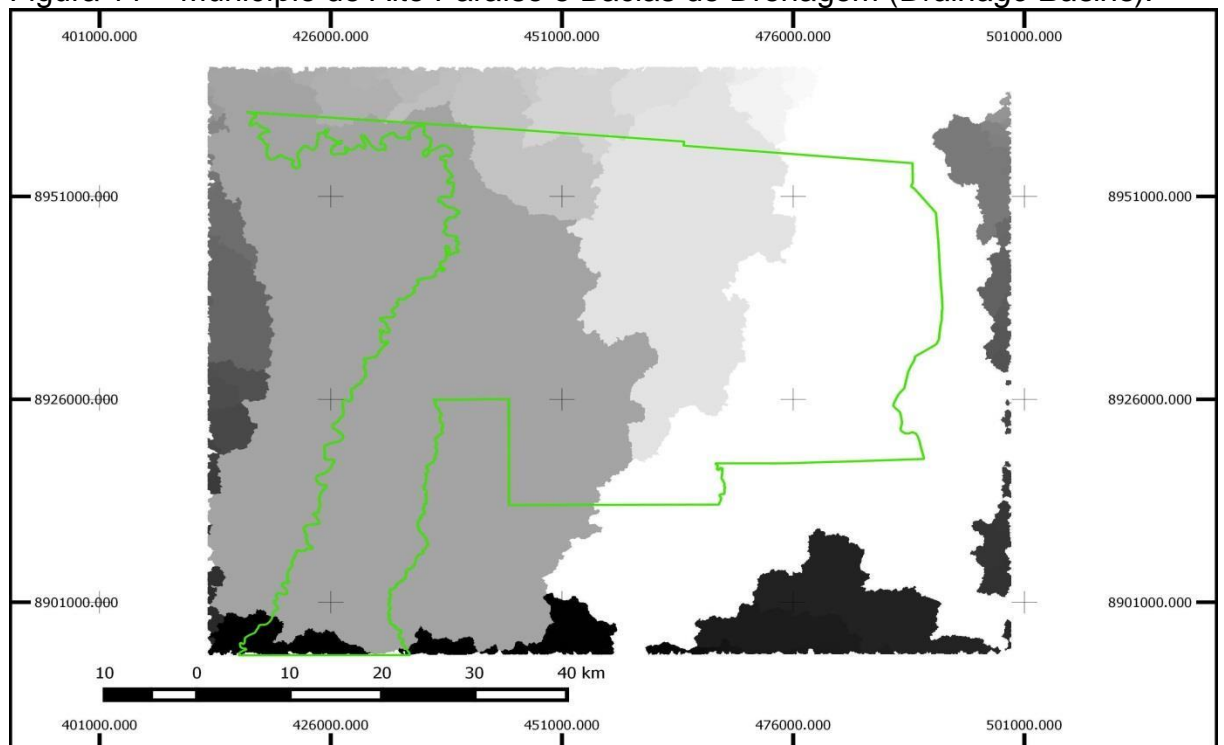 Figura 11 – Município de Alto Paraíso e Bacias de Drenagem (Drainage Basins).
401000.000 426000.000 451000.000 476000.000 501000.000
8951000.000 8951000.000
8926000.000 8926000.000
8901000.000 8901000.000
10 0 10 20 30 40 km
401000.000 426000.000 451000.000 476000.000 501000.000